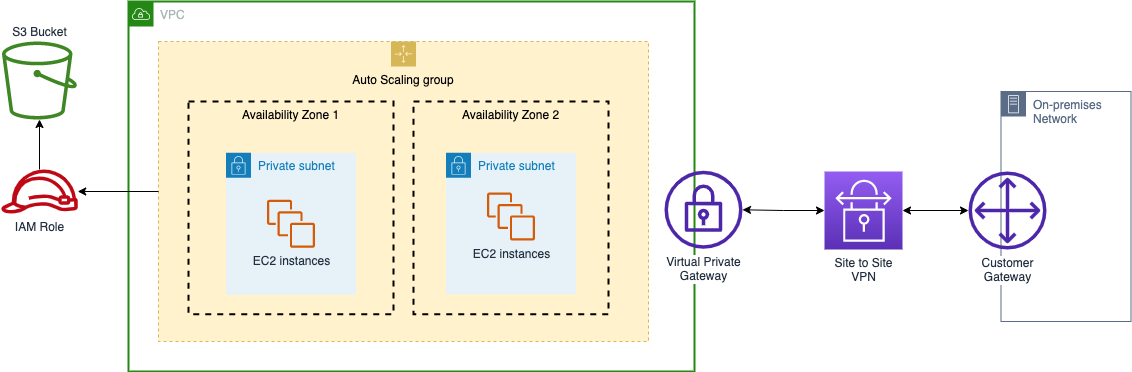 S3 Bucket
IAM Role
VPC
Auto Scaling group
Availability Zone 1
Private subnet
EC2 instances
Availability Zone 2
Private subnet
EC2 instances
Virtual Private
Gateway
Site to Site
VPN
Customer
Gateway
On-premises
Network